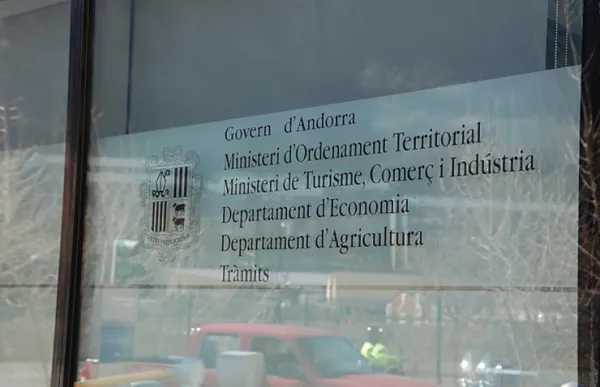 Govern d'Andorra
Ministeri d'Ordenament Territorial
Ministeri de Turisme, Comerç i Indústria
Departament d'Economia
Departament d'Agricultura
Tràmits